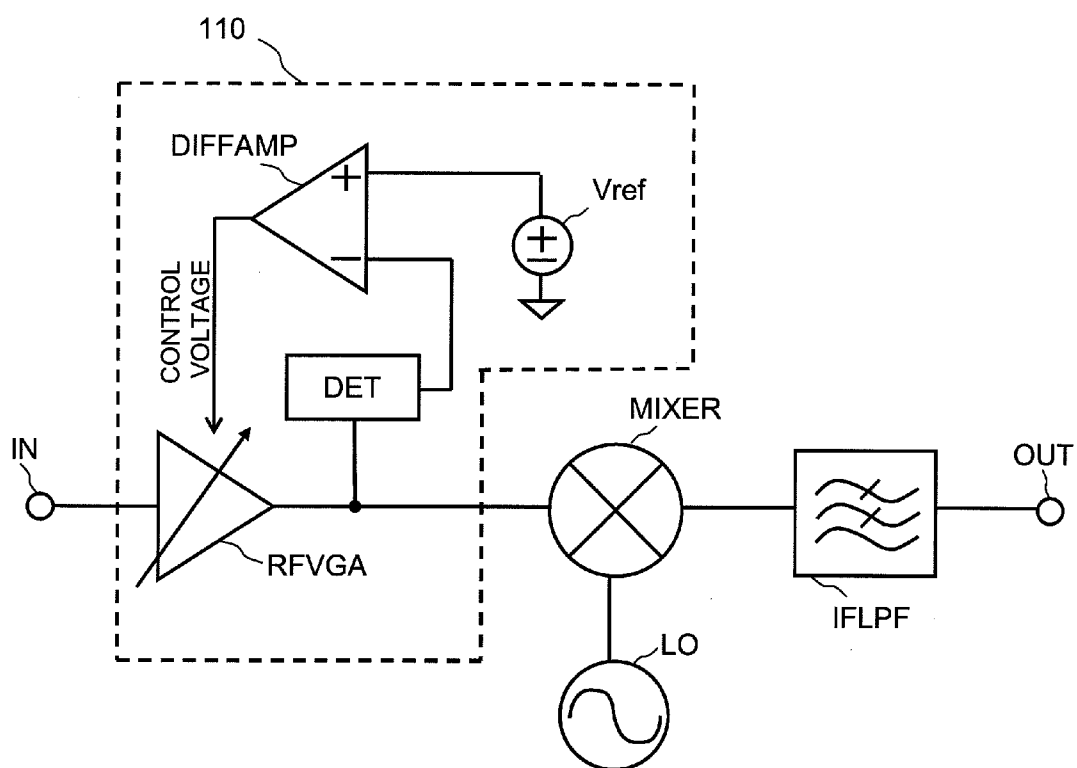 110
DIFFAMP
+
−
Vref
+
−
CONTROL
VOLTAGE
DET
MIXER
IN
OUT
RFVGA
IFLPF
LO